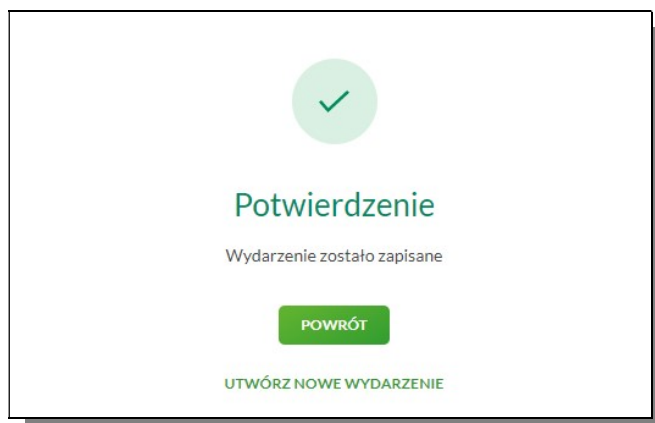 Potwierdzenie
Wydarzenie zostało zapisane
POWRÓT
UTWÓRZ NOWE WYDARZENIE